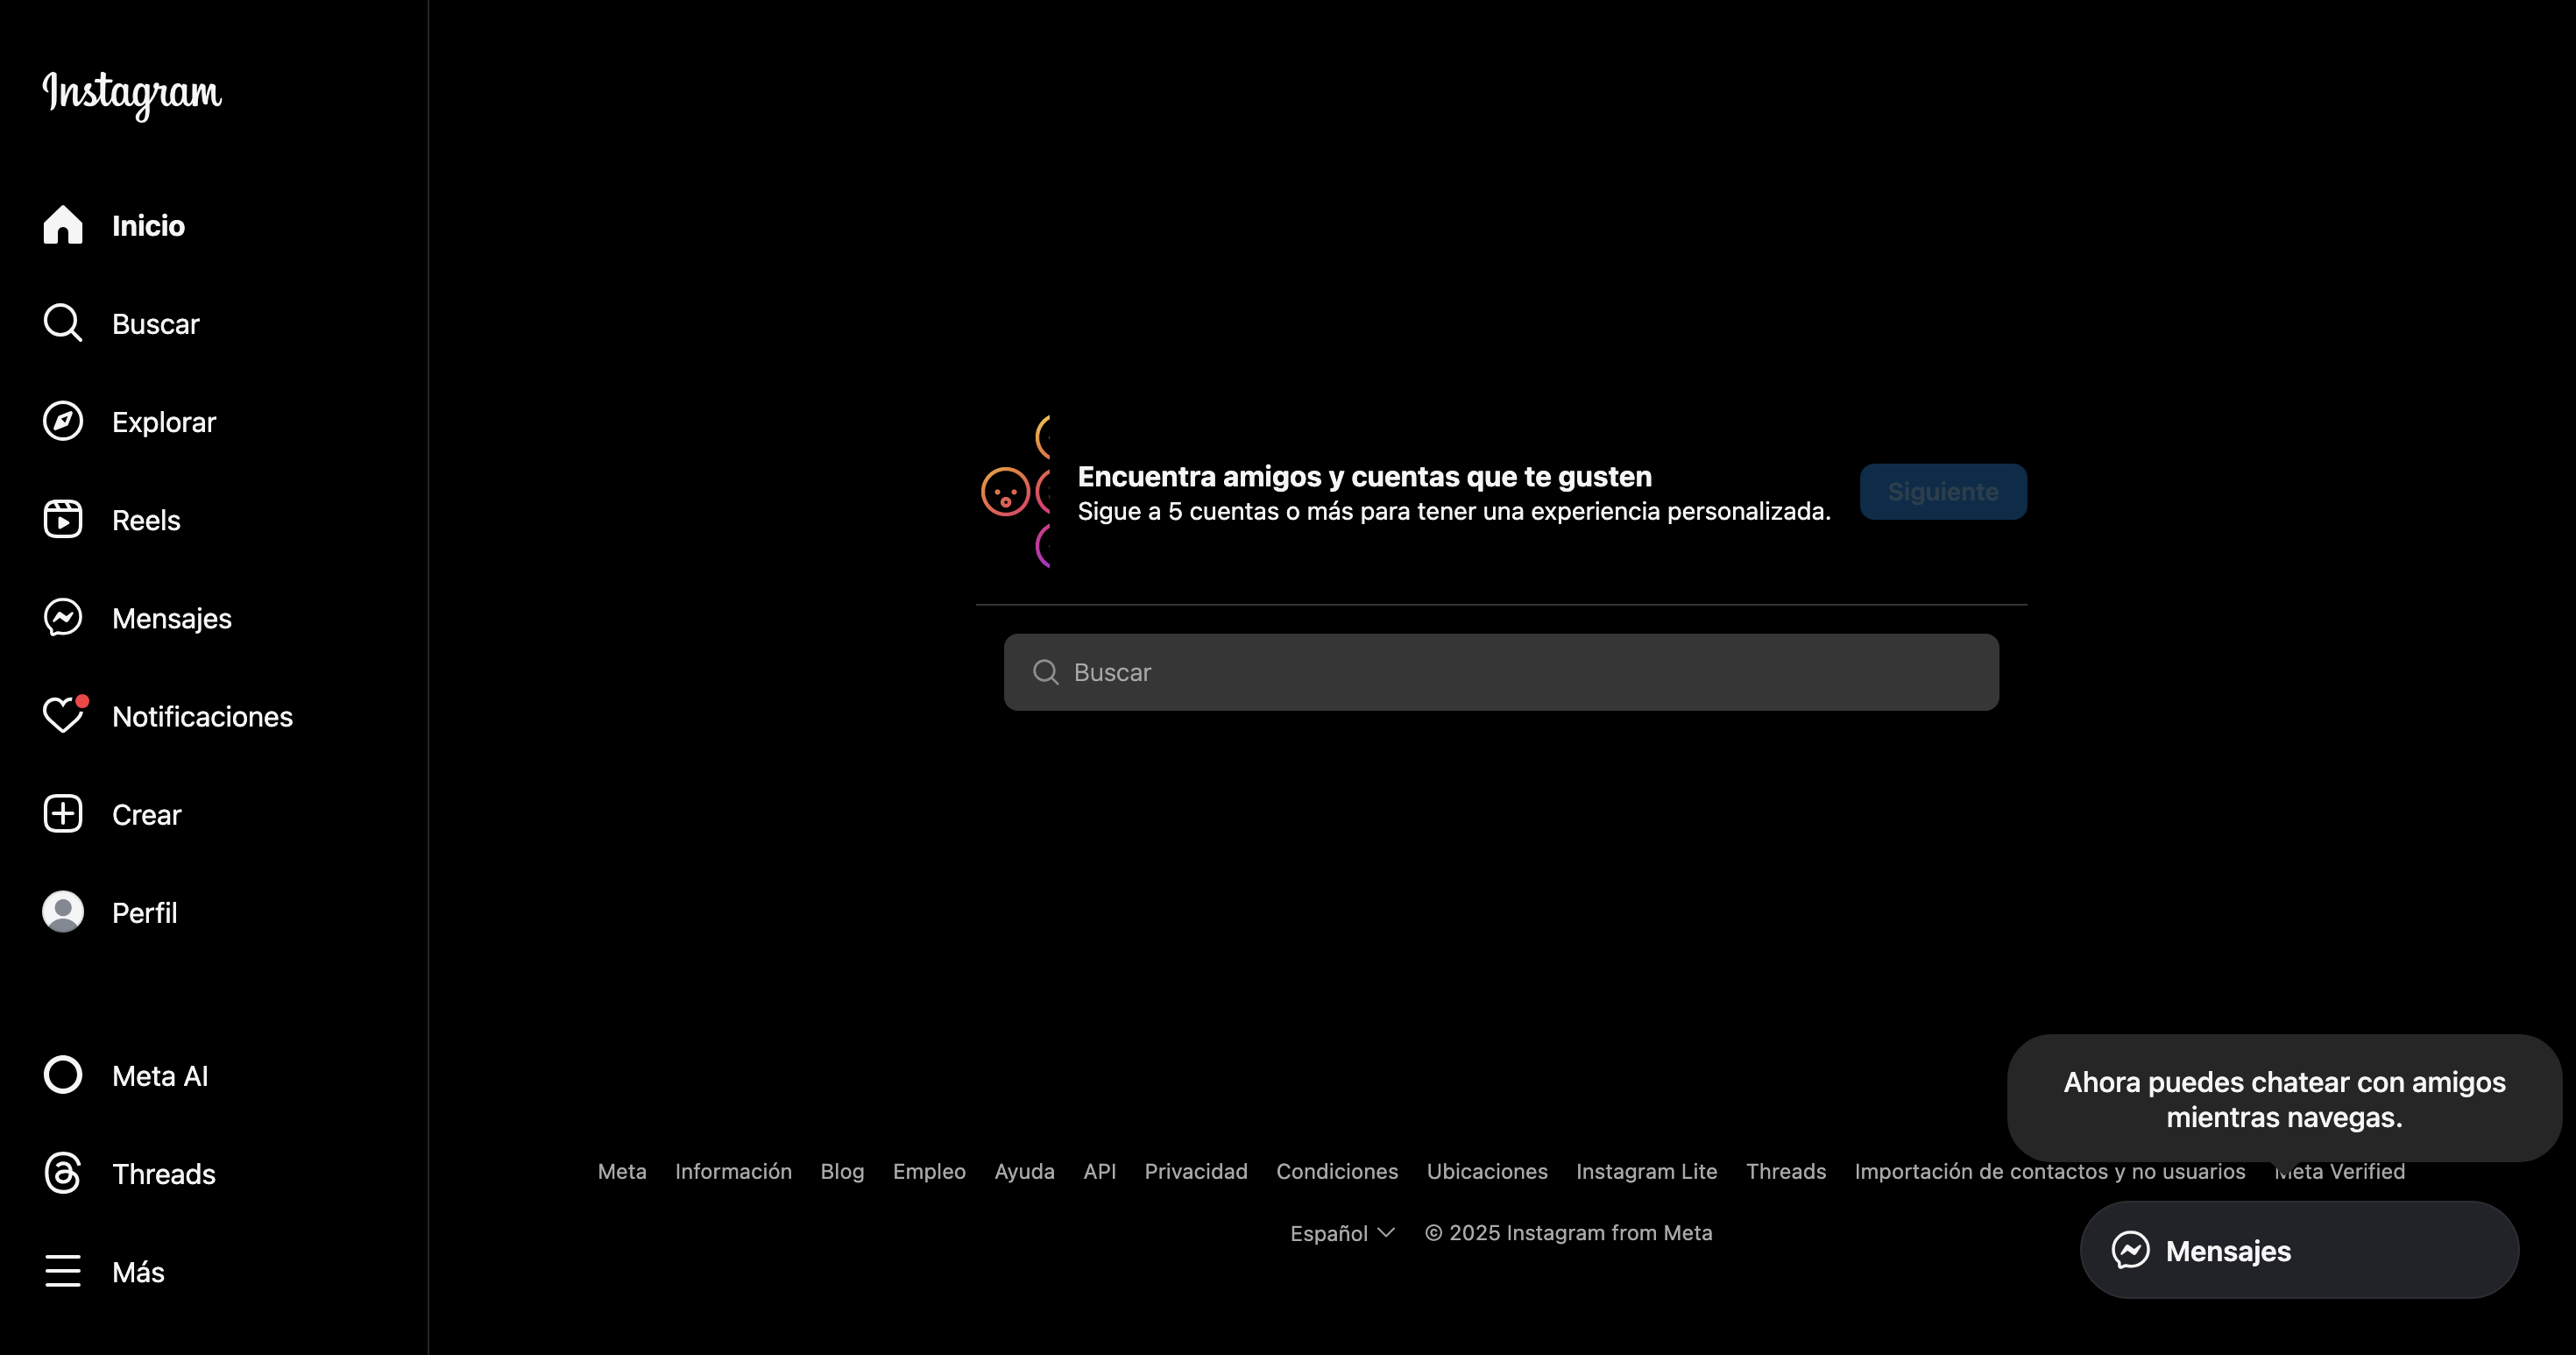 Instagram
Inicio
Buscar
Explorar
Reels
Mensajes
Notificaciones
Crear
Perfil
Meta AI
Threads
Más
Encuentra amigos y cuentas que te gusten
Sigue a 5 cuentas o más para tener una experiencia personalizada.
Siguiente
Buscar
Ahora puedes chatear con amigos
mientras navegas.
Meta Información Blog Empleo Ayuda API Privacidad Condiciones Ubicaciones Instagram Lite Threads Importación de contactos y no usuarios Meta Verified
Español © 2025 Instagram from Meta
Mensajes